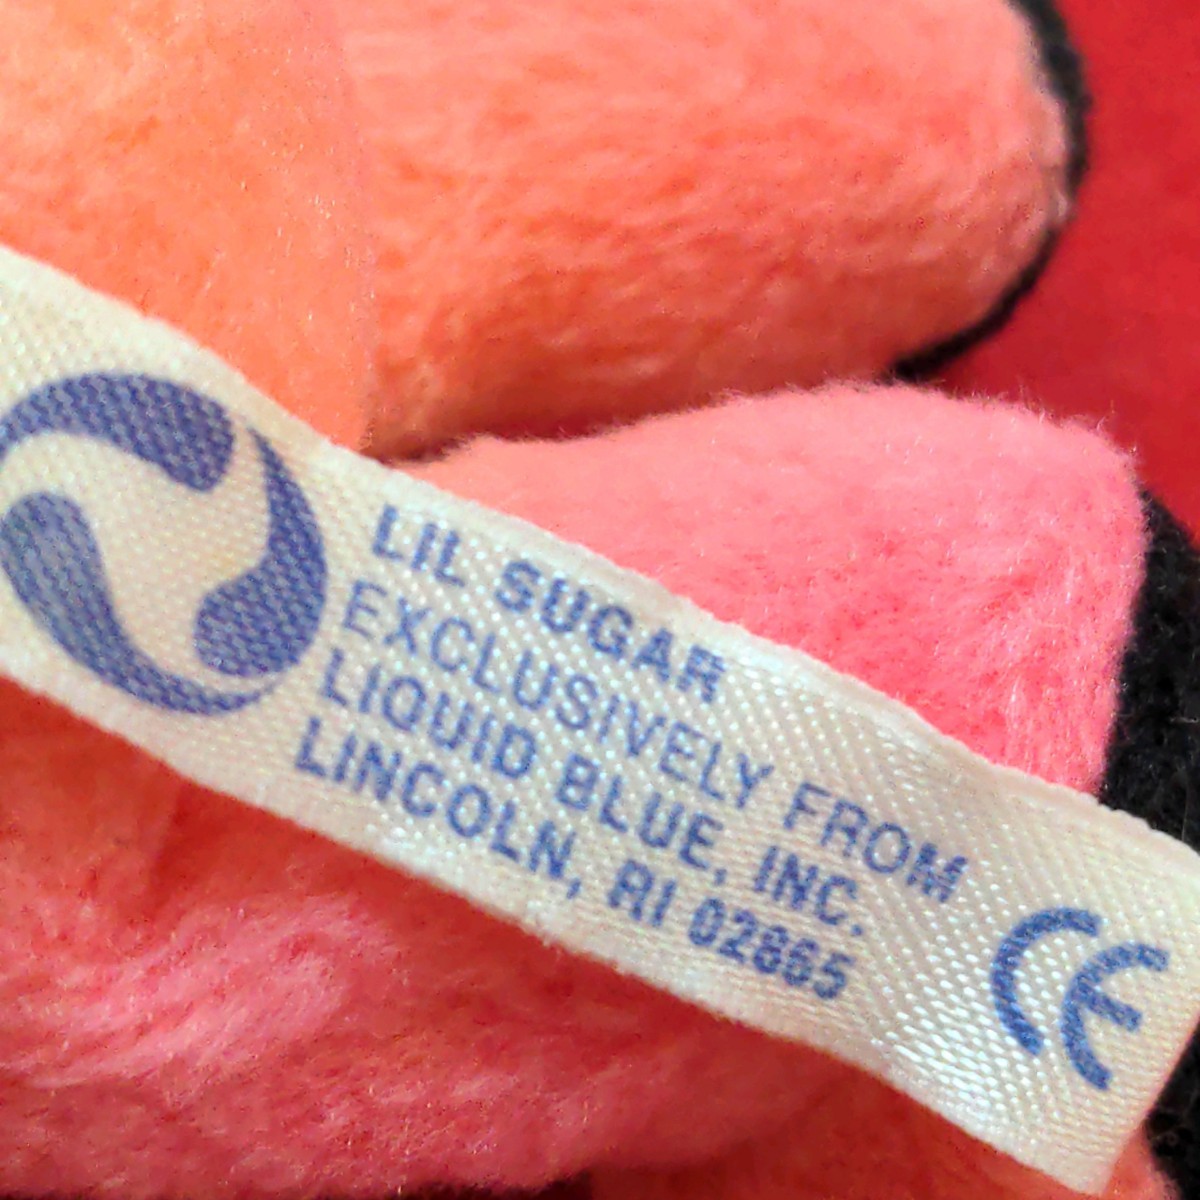 LIL SUGAR
EXCLUSIVELY FROM
LIQUID BLUE, INC.
LINCOLN, RI 02865
CE